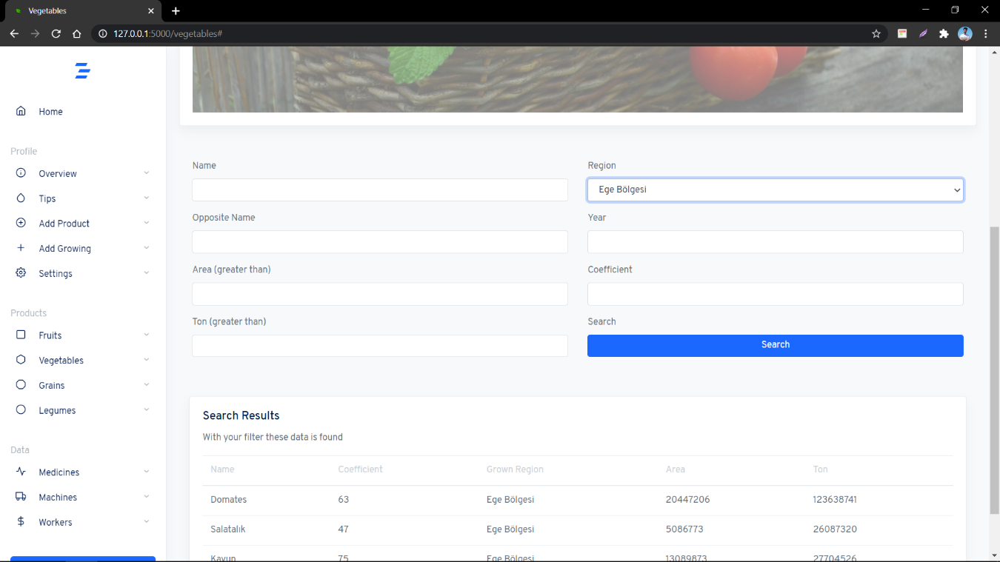 Vegetables
127.0.0.1:5000/vegetables#
Home
Profile
Overview
Tips
Add Product
Add Growing
Settings
Products
Fruits
Vegetables
Grains
Legumes
Data
Medicines
Machines
Workers
Name
Region
Ege Bölgesi
Opposite Name
Year
Area (greater than)
Coefficient
Ton (greater than)
Search
Search
Search Results
With your filter these data is found
Name Coefficient Grown Region Area Ton
Domates 63 Ege Bölgesi 20447206 123638741
Salatalık 47 Ege Bölgesi 5086773 26087320
Kavun 75 Ege Bölgesi 13089873 27704526